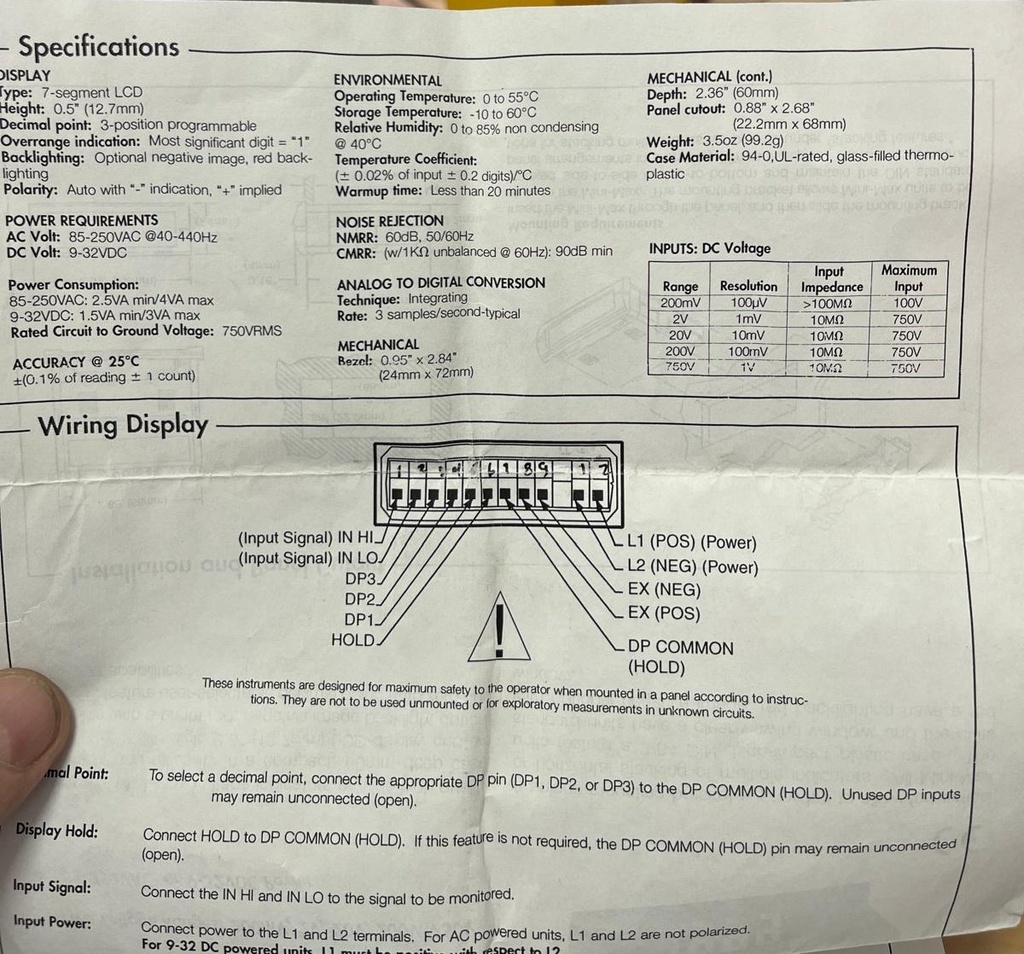 Specifications
DISPLAY
Type: 7-segment LCD
Height: 0.5" (12.7mm)
Decimal point: 3-position programmable
Overrange indication: Most significant digit = "1"
Backlighting: Optional negative image, red back-
lighting
Polarity: Auto with "-" indication, "+" implied
POWER REQUIREMENTS
AC Volt: 85-250VAC @40-440Hz
DC Volt: 9-32VDC
Power Consumption:
85-250VAC: 2.5VA min/4VA max
9-32VDC: 1.5VA min/3VA max
Rated Circuit to Ground Voltage: 750VRMS
ACCURACY @ 25°C
±(0.1% of reading ± 1 count)
ENVIRONMENTAL
Operating Temperature: 0 to 55°C
Storage Temperature: -10 to 60°C
Relative Humidity: 0 to 85% non condensing
@ 40°C
Temperature Coefficient:
(± 0.02% of input ± 0.2 digits)/°C
Warmup time: Less than 20 minutes
NOISE REJECTION
NMRR: 60dB, 50/60Hz
CMRR: (w/1KΩ unbalanced @ 60Hz): 90dB min
ANALOG TO DIGITAL CONVERSION
Technique: Integrating
Rate: 3 samples/second-typical
MECHANICAL
Bezel: 0.95" x 2.84"
(24mm x 72mm)
MECHANICAL (cont.)
Depth: 2.36" (60mm)
Panel cutout: 0.88" x 2.68"
(22.2mm x 68mm)
Weight: 3.5oz (99.2g)
Case Material: 94-0,UL-rated, glass-filled thermo-
plastic
INPUTS: DC Voltage
Range Resolution Input Impedance Maximum Input
200mV 100µV >100MΩ 100V
2V 1mV 10MΩ 750V
20V 10mV 10MΩ 750V
200V 100mV 10MΩ 750V
750V 1V 10MΩ 750V
Wiring Display
1 2 6 7 8 9 1 2
(Input Signal) IN HI
(Input Signal) IN LO
DP3
DP2
DP1
HOLD
L1 (POS) (Power)
L2 (NEG) (Power)
EX (NEG)
EX (POS)
DP COMMON
(HOLD)
!
These instruments are designed for maximum safety to the operator when mounted in a panel according to instruc-
tions. They are not to be used unmounted or for exploratory measurements in unknown circuits.
mal Point: To select a decimal point, connect the appropriate DP pin (DP1, DP2, or DP3) to the DP COMMON (HOLD). Unused DP inputs
may remain unconnected (open).
Display Hold: Connect HOLD to DP COMMON (HOLD). If this feature is not required, the DP COMMON (HOLD) pin may remain unconnected
(open).
Input Signal: Connect the IN HI and IN LO to the signal to be monitored.
Input Power: Connect power to the L1 and L2 terminals. For AC powered units, L1 and L2 are not polarized.
For 9-32 DC powered units, L1 must be positive with respect to L2.